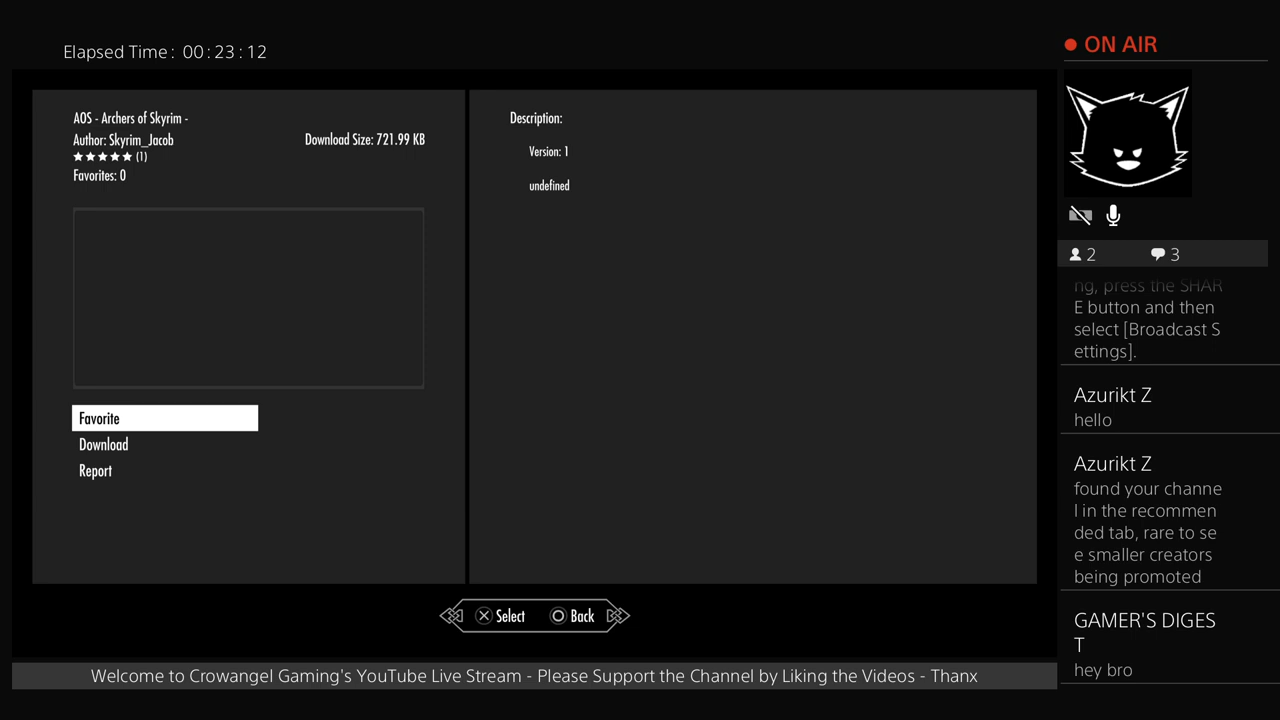 Elapsed Time: 00:23:12
AOS - Archers of Skyrim -
Author: Skyrim_Jacob
Download Size: 721.99 KB
★★★★★ (1)
Favorites: 0
Favorite
Download
Report
Description:
Version: 1
undefined
Select
Back
Welcome to Crowangel Gaming's YouTube Live Stream - Please Support the Channel by Liking the Videos - Thanx
ON AIR
2
3
ng, press the SHAR
E button and then
select [Broadcast S
ettings].
Azurikt Z
hello
Azurikt Z
found your channe
l in the recommen
ded tab, rare to se
e smaller creators
being promoted
GAMER'S DIGES
T
hey bro